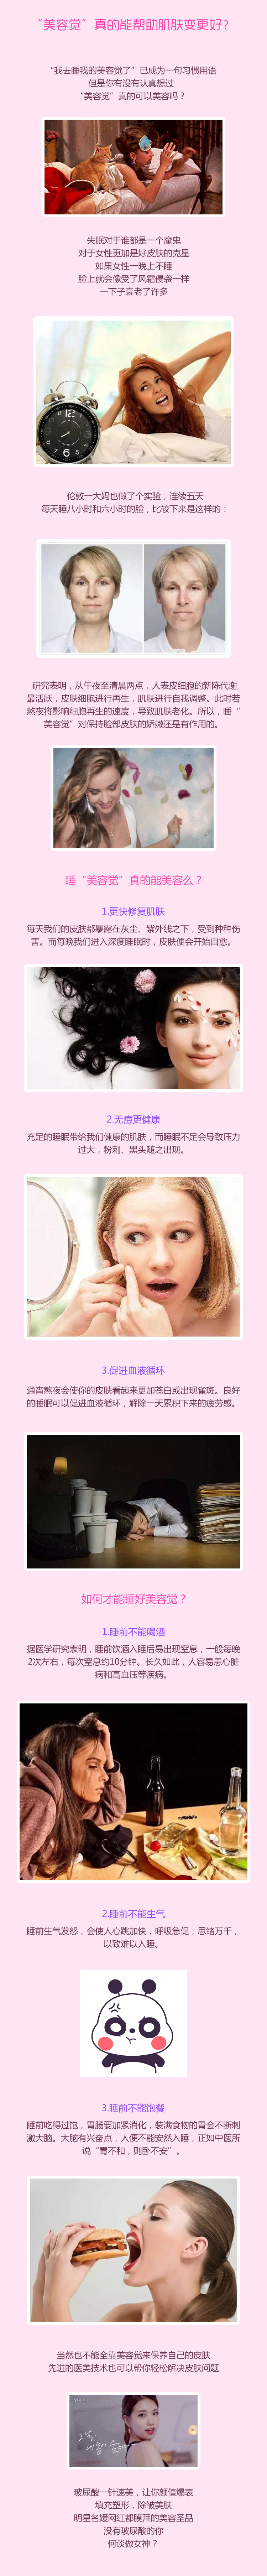 “美容觉”真的能帮助肌肤变更好?
“我去睡我的美容觉了”已成为一句习惯用语
但是你有没有认真想过
“美容觉”真的可以美容吗？
失眠对于谁都是一个魔鬼
对于女性更加是好皮肤的克星
如果女性一晚上不睡
脸上就会像受了风霜侵袭一样
一下子衰老了许多
伦敦一大妈也做了个实验，连续五天
每天睡八小时和六小时的脸，比较下来是这样的：
研究表明，从午夜至清晨两点，人表皮细胞的新陈代谢
最活跃，皮肤细胞进行再生，肌肤进行自我调整。此时若
熬夜将影响细胞再生的速度，导致肌肤老化。所以，睡“
美容觉”对保持脸部皮肤的娇嫩还是有作用的。
睡“美容觉”真的能美容么？
1.更快修复肌肤
每天我们的皮肤都暴露在灰尘、紫外线之下，受到种种伤
害。而每晚我们进入深度睡眠时，皮肤便会开始自愈。
2.无痘更健康
充足的睡眠带给我们健康的肌肤，而睡眠不足会导致压力
过大，粉刺、黑头随之出现。
3.促进血液循环
通宵熬夜会使你的皮肤看起来更加苍白或出现雀斑。良好
的睡眠可以促进血液循环，解除一天累积下来的疲劳感。
如何才能睡好美容觉？
1.睡前不能喝酒
据医学研究表明，睡前饮酒入睡后易出现窒息，一般每晚
2次左右，每次窒息约10分钟。长久如此，人容易患心脏
病和高血压等疾病。
2.睡前不能生气
睡前生气发怒，会使人心跳加快，呼吸急促，思绪万千，
以致难以入睡。
3.睡前不能饱餐
睡前吃得过饱，胃肠要加紧消化，装满食物的胃会不断刺
激大脑。大脑有兴奋点，人便不能安然入睡，正如中医所
说“胃不和，则卧不安”。
当然也不能全靠美容觉来保养自己的皮肤
先进的医美技术也可以帮你轻松解决皮肤问题
玻尿酸一针速美，让你颜值爆表
填充塑形，除皱美肤
明星名媛网红都膜拜的美容圣品
没有玻尿酸的你
何谈做女神？